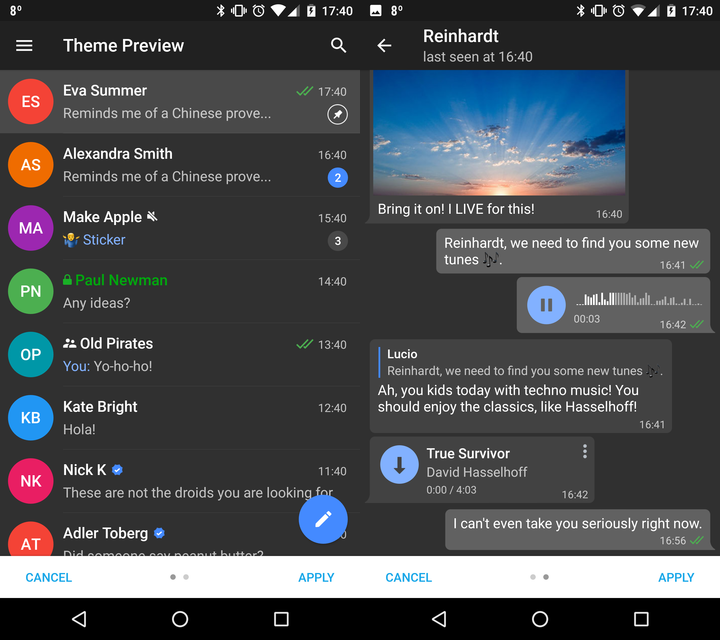 8°
17:40
Theme Preview
ES
Eva Summer
17:40
Reminds me of a Chinese prove...
AS
Alexandra Smith
16:40
Reminds me of a Chinese prove...
2
MA
Make Apple
15:40
🤷‍♂️ Sticker
3
PN
Paul Newman
14:40
Any ideas?
OP
Old Pirates
13:40
You: Yo-ho-ho!
KB
Kate Bright
12:40
Hola!
NK
Nick K
11:40
These are not the droids you are looking for
AT
Adler Toberg
0
Did someone say peanut butter?
CANCEL
APPLY
8°
17:40
Reinhardt
last seen at 16:40
Bring it on! I LIVE for this!
16:40
Reinhardt, we need to find you some new
tunes 🎶.
16:41
00:03
16:42
Lucio
Reinhardt, we need to find you some new tunes 🎶.
Ah, you kids today with techno music! You
should enjoy the classics, like Hasselhoff!
16:41
True Survivor
David Hasselhoff
0:00 / 4:03
16:42
I can't even take you seriously right now.
16:56
CANCEL
APPLY